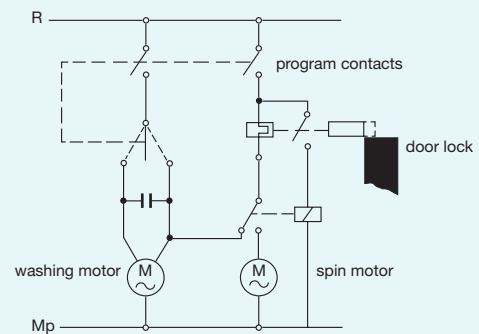 R
program contacts
door lock
washing motor
M
M
spin motor
Mp